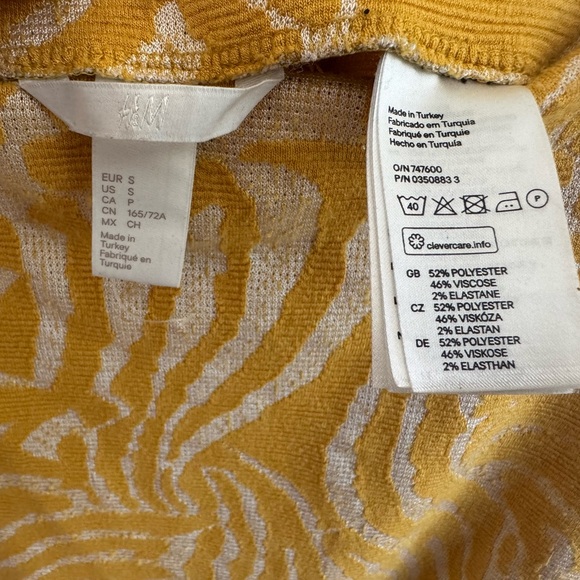 H&M
EUR S
US S
CA P
CN 165/72A
MX CH
Made in
Turkey
Fabriqué en
Turquie
Made in Turkey
Fabricado em Turquia
Fabriqué en Turquie
Hecho en Turquía
O/N 747600
P/N 0350883 3
40
P
clevercare.info
GB 52% POLYESTER
46% VISCOSE
2% ELASTANE
CZ 52% POLYESTER
46% VISKÓZA
2% ELASTAN
DE 52% POLYESTER
46% VISKOSE
2% ELASTHAN